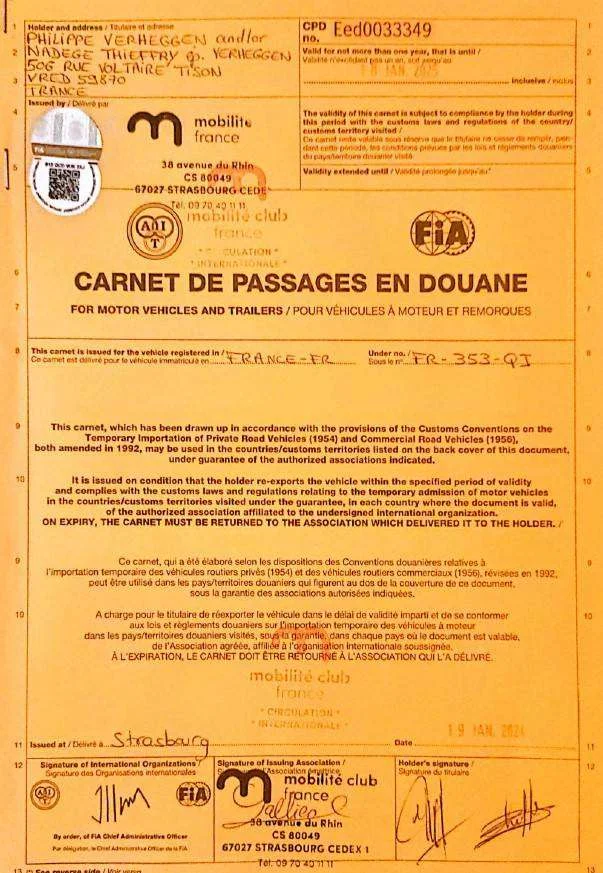 Holder and address / Titulaire et adresse
PHILIPPE VERHEGGEN and/or
NADEGE THIEFFRY ép. VERHEGGEN
506 RUE VOLTAIRE TISON
VRED 59870
FRANCE
CPD no. Eed0033349
Valid for not more than one year, that is until /
Validité n'excédant pas un an, soit jusqu'au
18 JAN. 2025
inclusive / inclus
Issued by / Délivré par
mobilité
france
38 avenue du Rhin
CS 80049
67027 STRASBOURG CEDE
Tél. 09 70 40 11 11
The validity of this carnet is subject to compliance by the holder during
this period with the customs laws and regulations of the country/
customs territory visited /
Ce carnet reste valable sous réserve que le titulaire ne cesse de remplir, pen-
dant cette période, les conditions prévues par les lois et règlements douaniers
du pays/territoire douanier visité.
Validity extended until / Validité prolongée jusqu'au*
mobilité club
france
* CIRCULATION *
* INTERNATIONALE *
AIT
FiA
CARNET DE PASSAGES EN DOUANE
FOR MOTOR VEHICLES AND TRAILERS / POUR VÉHICULES À MOTEUR ET REMORQUES
This carnet is issued for the vehicle registered in /
Ce carnet est délivré pour le véhicule immatriculé en FRANCE-FR
Under no. /
Sous le n° FR-353-QJ
This carnet, which has been drawn up in accordance with the provisions of the Customs Conventions on the
Temporary Importation of Private Road Vehicles (1954) and Commercial Road Vehicles (1956),
both amended in 1992, may be used in the countries/customs territories listed on the back cover of this document,
under guarantee of the authorized associations indicated.
It is issued on condition that the holder re-exports the vehicle within the specified period of validity
and complies with the customs laws and regulations relating to the temporary admission of motor vehicles
in the countries/customs territories visited under the guarantee, in each country where the document is valid,
of the authorized association affiliated to the undersigned international organization.
ON EXPIRY, THE CARNET MUST BE RETURNED TO THE ASSOCIATION WHICH DELIVERED IT TO THE HOLDER. /
Ce carnet, qui a été élaboré selon les dispositions des Conventions douanières relatives à
l'importation temporaire des véhicules routiers privés (1954) et des véhicules routiers commerciaux (1956), révisées en 1992,
peut être utilisé dans les pays/territoires douaniers qui figurent au dos de la couverture de ce document,
sous la garantie des associations autorisées indiquées.
A charge pour le titulaire de réexporter le véhicule dans le délai de validité imparti et de se conformer
aux lois et règlements douaniers sur l'importation temporaire des véhicules à moteur
dans les pays/territoires douaniers visités, sous la garantie, dans chaque pays où le document est valable,
de l'Association agréée, affiliée à l'organisation internationale soussignée.
À L'EXPIRATION, LE CARNET DOIT ÊTRE RETOURNÉ À L'ASSOCIATION QUI L'A DÉLIVRÉ.
mobilité club
france
* CIRCULATION *
* INTERNATIONALE *
Issued at / Délivré à Strasbourg
Date 19 JAN. 2024
Signature of International Organizations /
Signature des Organisations internationales
AIT
FiA
By order, of FiA Chief Administrative Officer
Par délégation, le Chief Administrative Officer de la FiA
Signature of Issuing Association /
Association émettrice
mobilité club
france
38 avenue du Rhin
CS 80049
67027 STRASBOURG CEDEX 1
Tél. 09 70 40 11 11
Holder's signature /
Signature du titulaire
(*) See reverse side / Voir verso